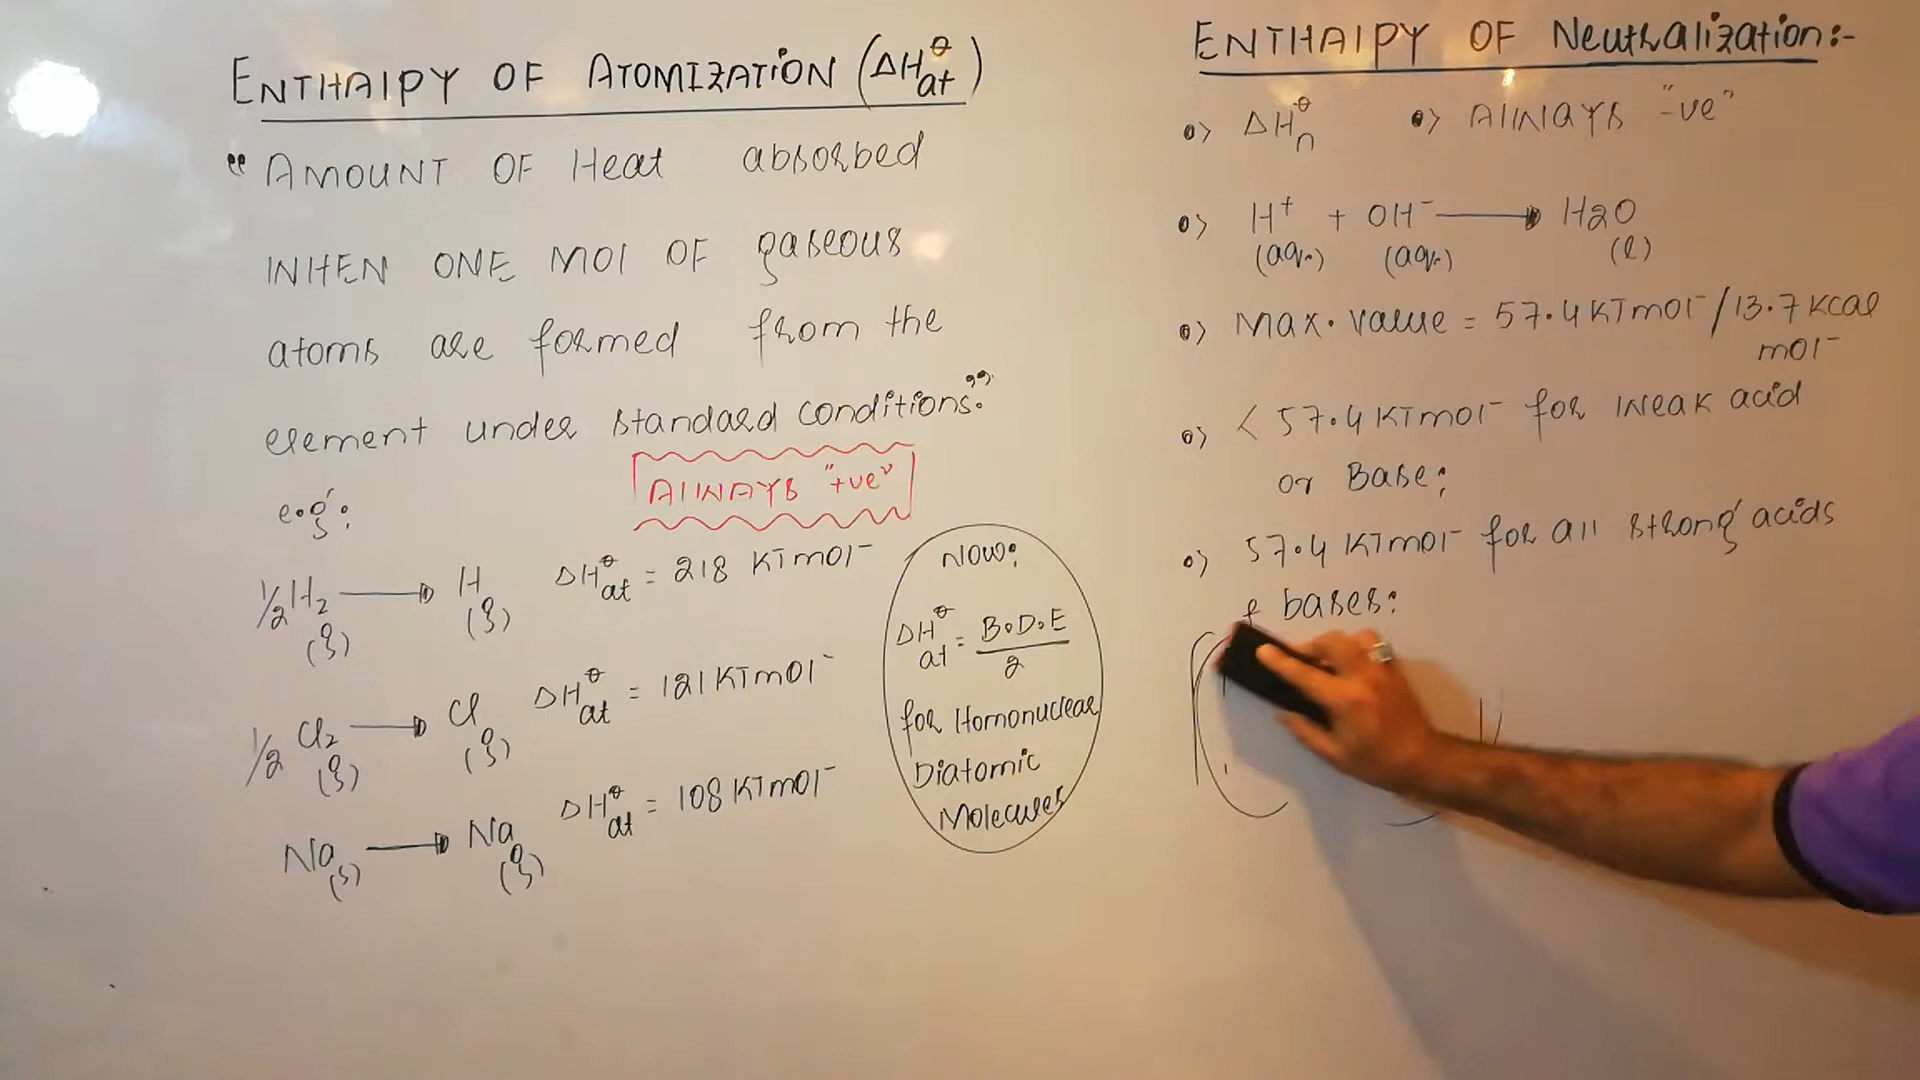 ENTHAlPY OF ATOMIZATION (ΔH°at)
"AMOUNT OF Heat absorbed
WHEN ONE MOl OF gaseous
atoms are formed from the
element under standard conditions."
AlWAYS "+ve"
e.g:
1/2 H2 (g) → H (g) ΔH°at = 218 KJmol⁻
1/2 Cl2 (g) → Cl (g) ΔH°at = 121 KJmol⁻
Na(s) → Na (g) ΔH°at = 108 KJmol⁻
Now:
ΔH°at = B.D.E / 2
for Homonuclear
Diatomic
Molecules
ENTHAlPY OF Neutralization:-
ΔH°n AlWAYS "-ve"
H⁺ (aq.) + OH⁻ (aq.) → H2O (l)
Max. value = 57.4 KJmol⁻ / 13.7 kcal
mol⁻
< 57.4 KJmol⁻ for Weak acid
or Base:
57.4 KJmol⁻ for all strong acids
& bases: